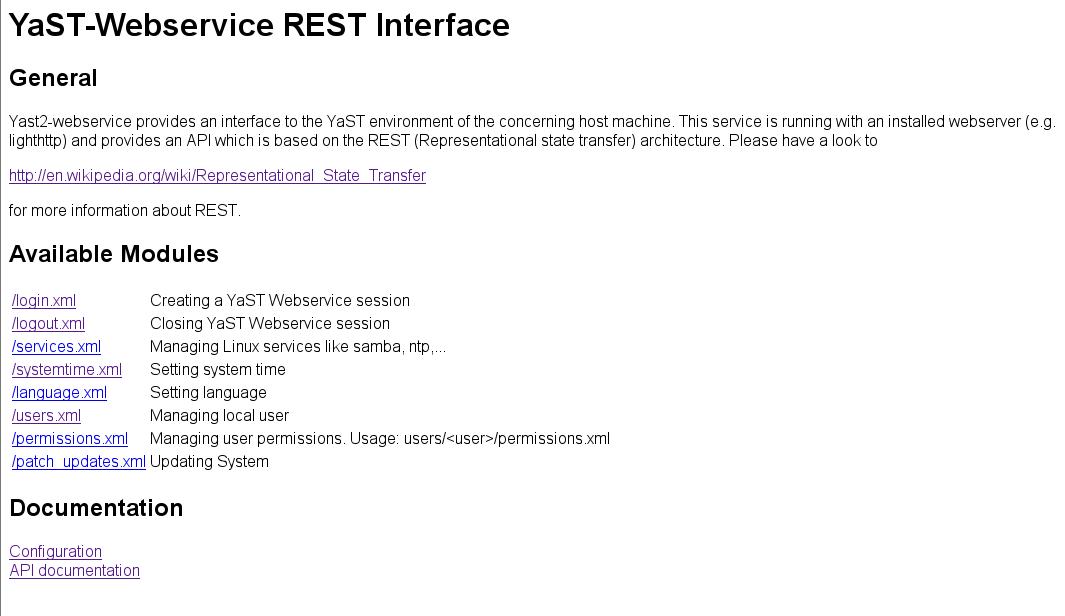 YaST-Webservice REST Interface
General
Yast2-webservice provides an interface to the YaST environment of the concerning host machine. This service is running with an installed webserver (e.g.
lighthttp) and provides an API which is based on the REST (Representational state transfer) architecture. Please have a look to
http://en.wikipedia.org/wiki/Representational_State_Transfer
for more information about REST.
Available Modules
/login.xml Creating a YaST Webservice session
/logout.xml Closing YaST Webservice session
/services.xml Managing Linux services like samba, ntp,...
/systemtime.xml Setting system time
/language.xml Setting language
/users.xml Managing local user
/permissions.xml Managing user permissions. Usage: users/<user>/permissions.xml
/patch_updates.xml Updating System
Documentation
Configuration
API documentation